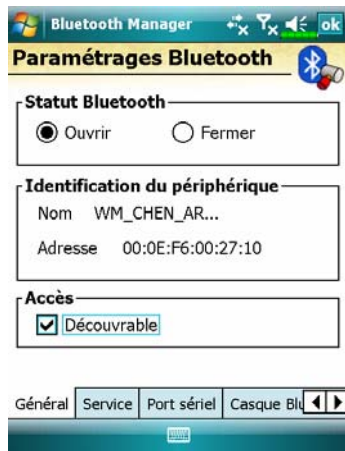 Bluetooth Manager ok
Paramétrages Bluetooth
Statut Bluetooth
Ouvrir Fermer
Identification du périphérique
Nom WM_CHEN_AR...
Adresse 00:0E:F6:00:27:10
Accès
Découvrable
Général Service Port sériel Casque Blu